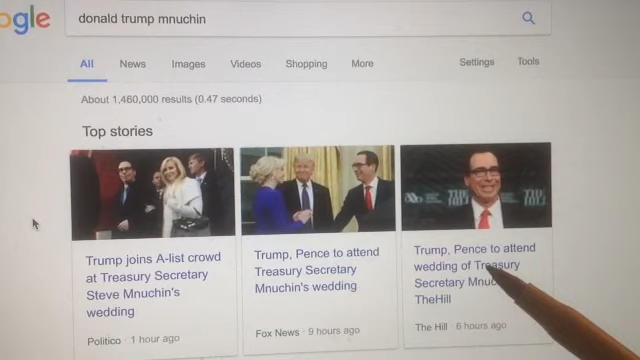 donald trump mnuchin
All News Images Videos Shopping More Settings Tools
About 1,460,000 results (0.47 seconds)
Top stories
Trump joins A-list crowd
at Treasury Secretary
Steve Mnuchin's
wedding
Politico · 1 hour ago
Trump, Pence to attend
Treasury Secretary
Mnuchin's wedding
Fox News · 9 hours ago
Trump, Pence to attend
wedding of Treasury
Secretary
TheHill
The Hill · 6 hours ago